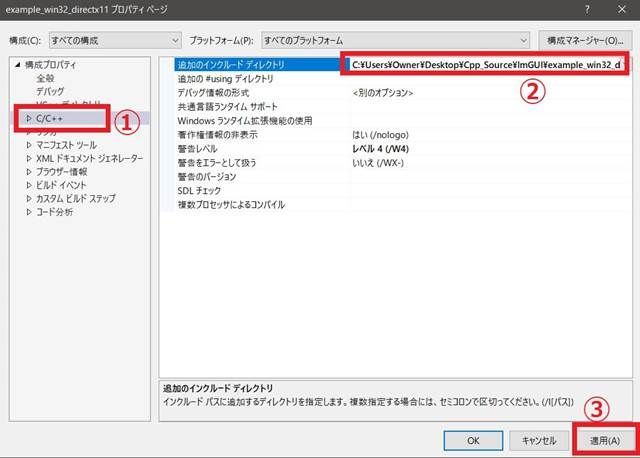 example_win32_directx11 プロパティ ページ ? ×
構成(C): すべての構成 プラットフォーム(P): すべてのプラットフォーム 構成マネージャー(O)...
構成プロパティ
全般
デバッグ
VC++ ディレクトリ
C/C++
リンカー
マニフェスト ツール
XML ドキュメント ジェネレーター
ブラウザー情報
ビルド イベント
カスタム ビルド ステップ
コード分析
①
追加のインクルード ディレクトリ C:¥Users¥Owner¥Desktop¥Cpp_Source¥ImGUI¥example_win32_d
追加の #using ディレクトリ
デバッグ情報の形式 <別のオプション>
共通言語ランタイム サポート
Windows ランタイム拡張機能の使用
著作権情報の非表示 はい (/nologo)
警告レベル レベル 4 (/W4)
警告をエラーとして扱う いいえ (/WX-)
警告のバージョン
SDL チェック
複数プロセッサによるコンパイル
②
追加のインクルード ディレクトリ
インクルード パスに追加するディレクトリを指定します。複数指定する場合には、セミコロンで区切ってください。(/I[パス])
③
OK キャンセル 適用(A)